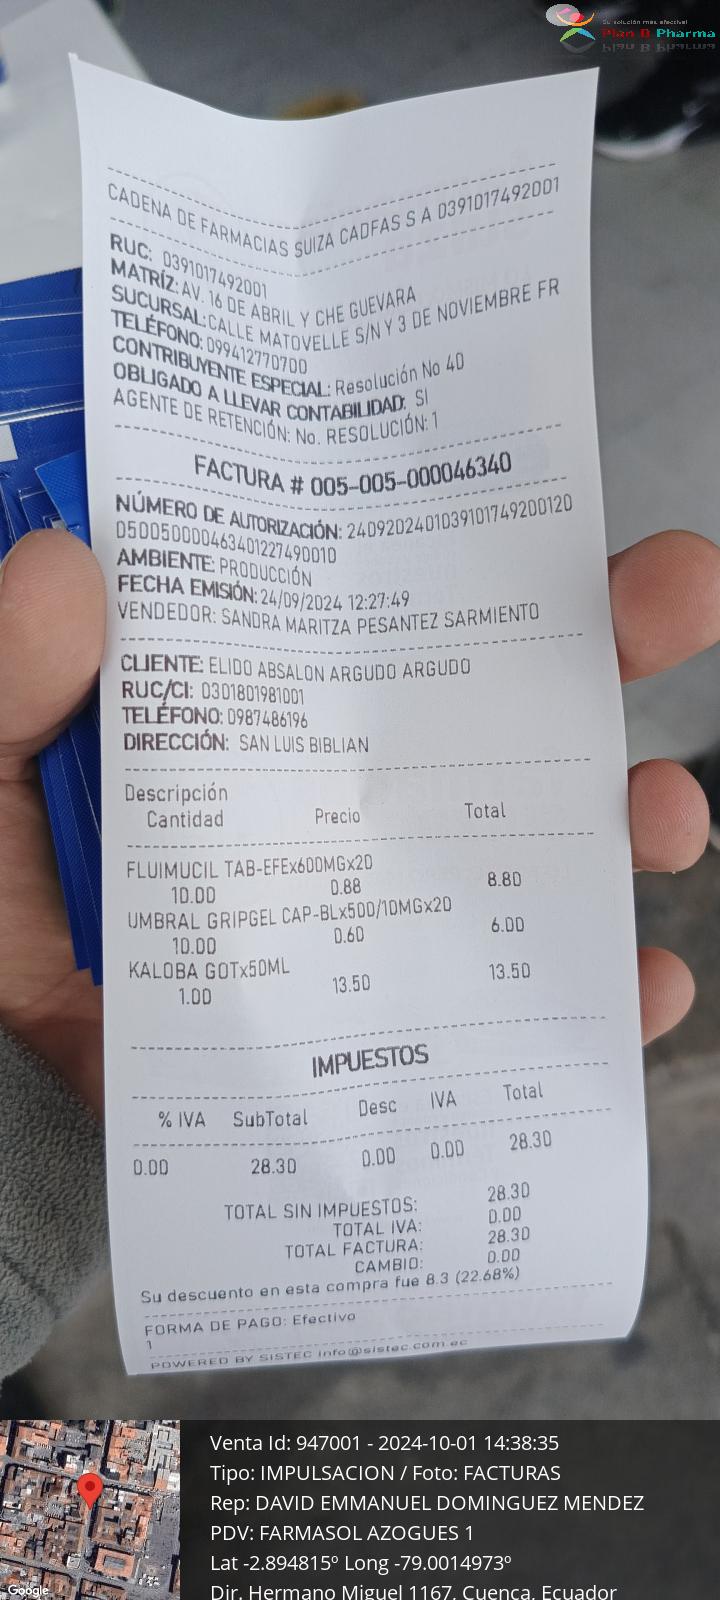 Su solución más efectiva!
Plan B Pharma
CADENA DE FARMACIAS SUIZA CADFAS S A 0391017492001
RUC: 0391017492001
MATRÍZ: AV. 16 DE ABRIL Y CHE GUEVARA
SUCURSAL: CALLE MATOVELLE S/N Y 3 DE NOVIEMBRE FR
TELÉFONO: 099412770700
CONTRIBUYENTE ESPECIAL: Resolución No 40
OBLIGADO A LLEVAR CONTABILIDAD: SI
AGENTE DE RETENCIÓN: No. RESOLUCIÓN: 1
FACTURA # 005-005-000046340
NÚMERO DE AUTORIZACIÓN: 240920240103910174920120
050050000463401227490010
AMBIENTE: PRODUCCIÓN
FECHA EMISIÓN: 24/09/2024 12:27:49
VENDEDOR: SANDRA MARITZA PESANTEZ SARMIENTO
CLIENTE: ELIDO ABSALON ARGUDO ARGUDO
RUC/CI: 0301801981001
TELÉFONO: 0987486196
DIRECCIÓN: SAN LUIS BIBLIAN
Descripción
Cantidad Precio Total
FLUIMUCIL TAB-EFEx600MGx20
10.00 0.88 8.80
UMBRAL GRIPGEL CAP-BLx500/10MGx20
10.00 0.60 6.00
KALOBA GOTx50ML
1.00 13.50 13.50
IMPUESTOS
% IVA SubTotal Desc IVA Total
0.00 28.30 0.00 0.00 28.30
TOTAL SIN IMPUESTOS: 28.30
TOTAL IVA: 0.00
TOTAL FACTURA: 28.30
CAMBIO: 0.00
Su descuento en esta compra fue 8.3 (22.68%)
FORMA DE PAGO: Efectivo
1
POWERED BY SISTEC info@sistec.com.ec
Venta Id: 947001 - 2024-10-01 14:38:35
Tipo: IMPULSACION / Foto: FACTURAS
Rep: DAVID EMMANUEL DOMINGUEZ MENDEZ
PDV: FARMASOL AZOGUES 1
Lat -2.894815º Long -79.0014973º
Dir. Hermano Miguel 1167, Cuenca, Ecuador
Google